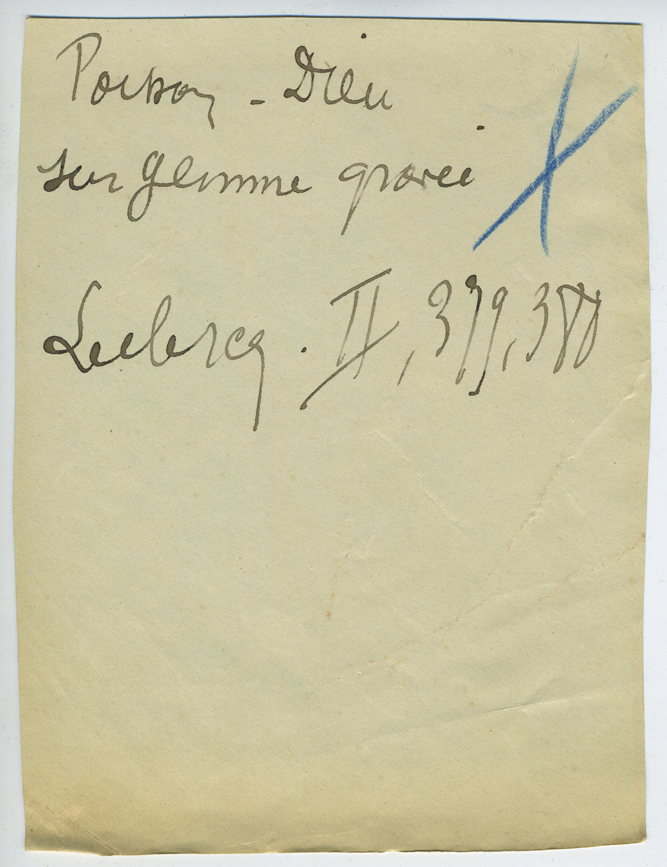 Poisson - Dieu
sur gemme gravée
Leclercq. II, 379, 380